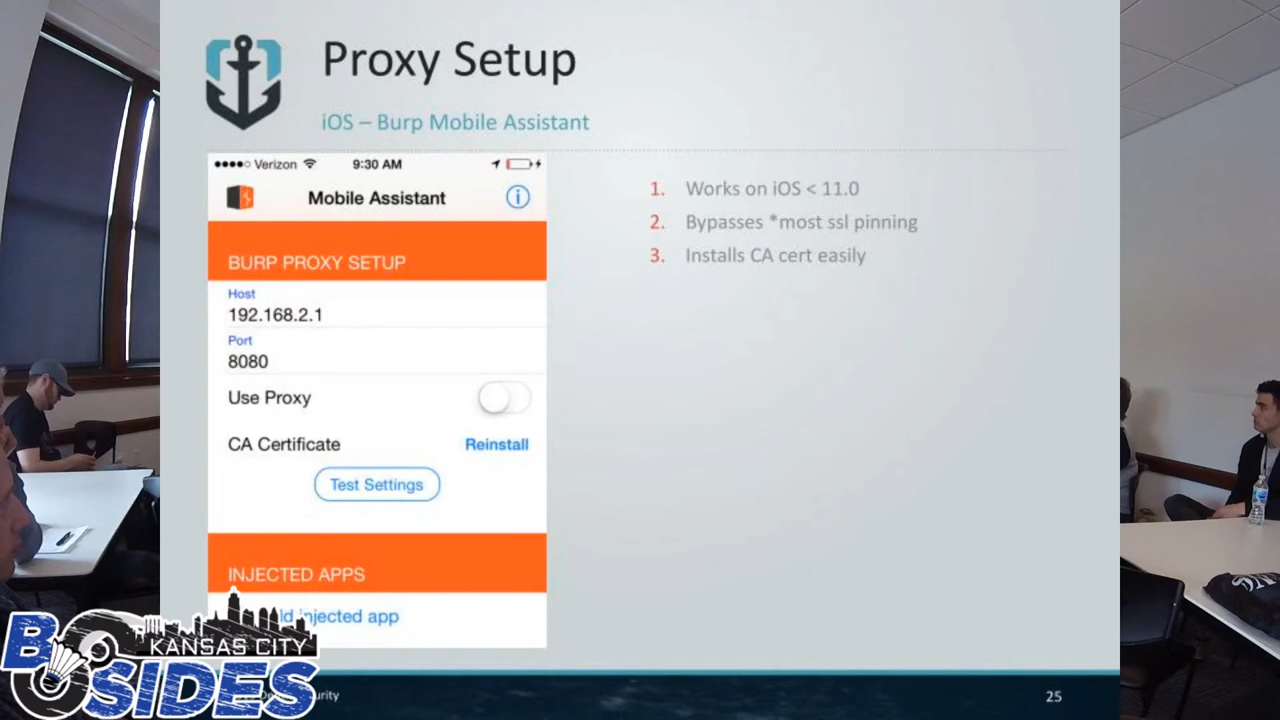 Proxy Setup
iOS – Burp Mobile Assistant
Verizon 9:30 AM
Mobile Assistant
BURP PROXY SETUP
Host
192.168.2.1
Port
8080
Use Proxy
CA Certificate Reinstall
Test Settings
INJECTED APPS
injected app
1. Works on iOS < 11.0
2. Bypasses *most ssl pinning
3. Installs CA cert easily
BSIDES
KANSAS CITY
25